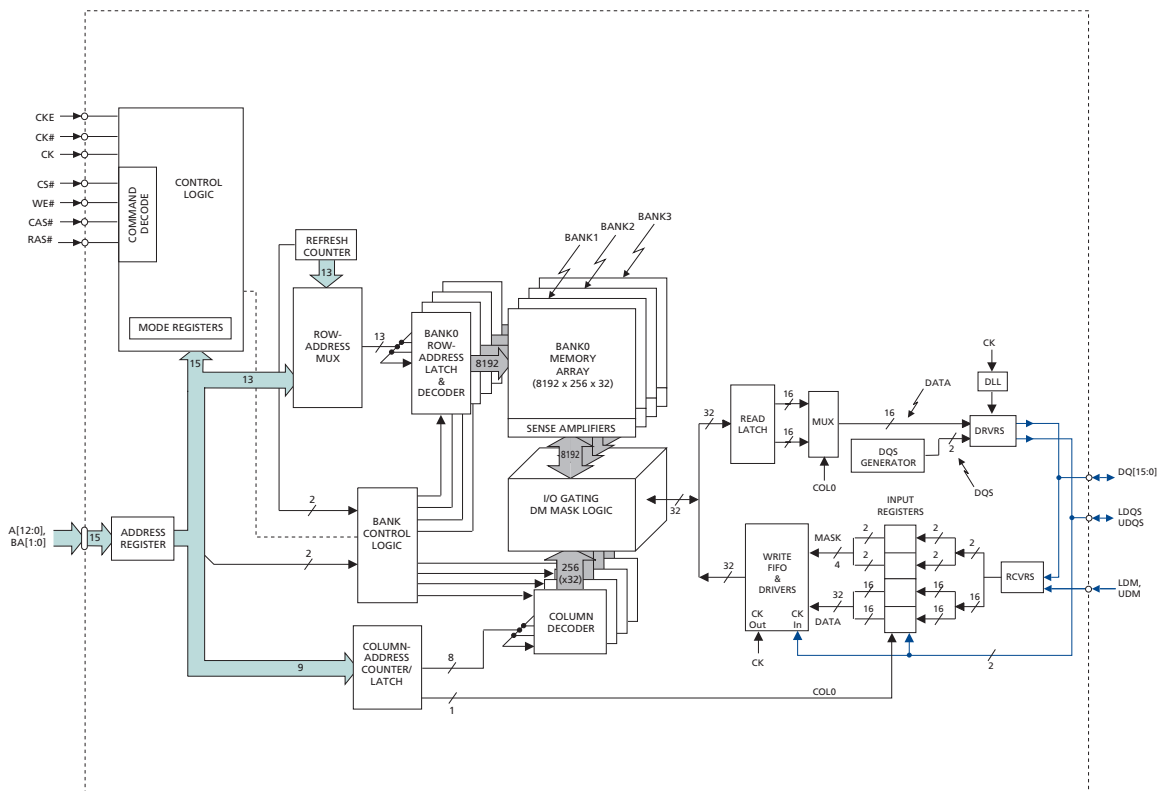 CKE
CK#
CK
CS#
WE#
CAS#
RAS#
COMMAND
DECODE
CONTROL
LOGIC
MODE REGISTERS
REFRESH
COUNTER
13
ROW-
ADDRESS
MUX
13
15
13
BANK0
ROW-
ADDRESS
LATCH
&
DECODER
8192
BANK1
BANK2
BANK3
BANK0
MEMORY
ARRAY
(8192 x 256 x 32)
SENSE AMPLIFIERS
8192
I/O GATING
DM MASK LOGIC
32
32
READ
LATCH
16
16
MUX
COL0
16
DATA
DQS
GENERATOR
2
DQS
CK
DLL
DRVRS
DQ[15:0]
LDQS
UDQS
LDM,
UDM
A[12:0],
BA[1:0]
15
ADDRESS
REGISTER
2
2
BANK
CONTROL
LOGIC
256
(x32)
COLUMN
DECODER
9
COLUMN-
ADDRESS
COUNTER/
LATCH
8
1
COL0
32
WRITE
FIFO
&
DRIVERS
CK
Out
CK
In
CK
MASK
4
32
DATA
INPUT
REGISTERS
2
2
16
16
2
2
16
16
2
16
RCVRS
2